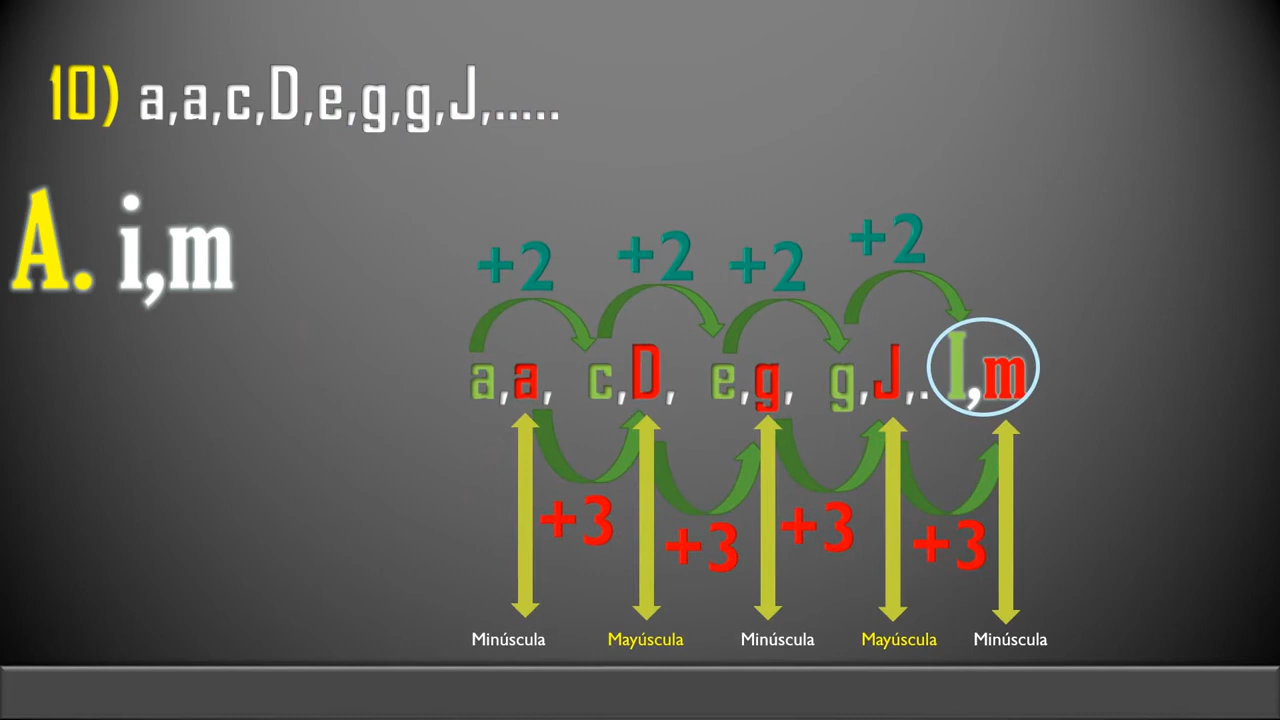 10) a,a,c,D,e,g,g,J,.....
A. i,m
+2 +2 +2 +2
a,a, c,D, e,g, g,J,. I,m
+3 +3 +3 +3
Minúscula Mayúscula Minúscula Mayúscula Minúscula